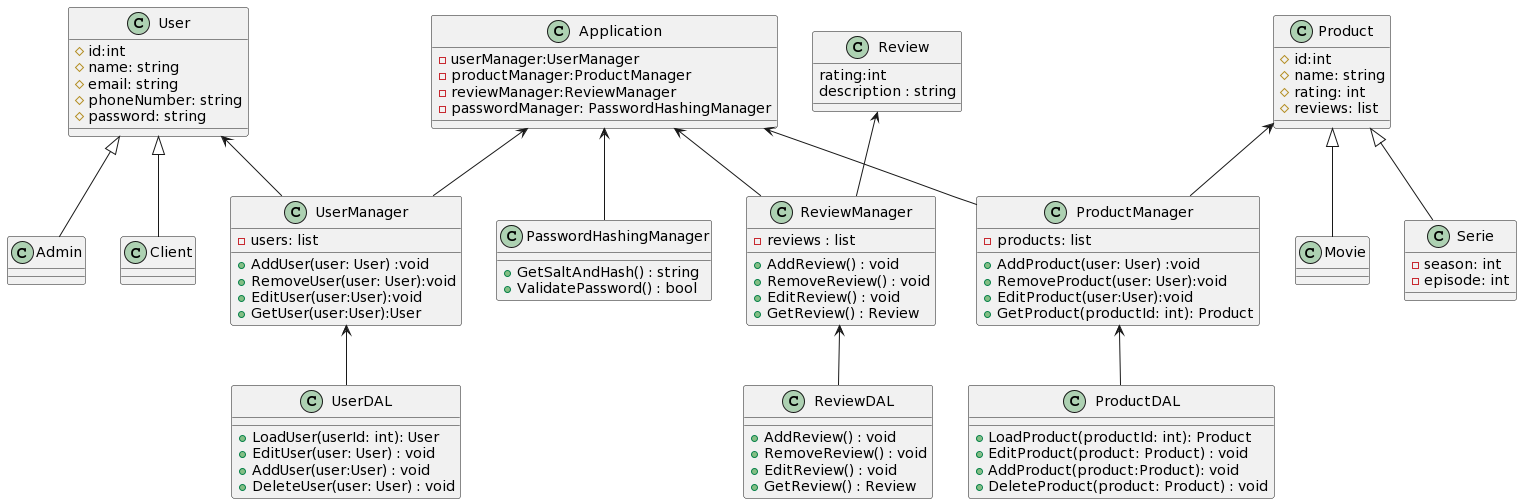 C User
id:int
name: string
email: string
phoneNumber: string
password: string
C Application
userManager:UserManager
productManager:ProductManager
reviewManager:ReviewManager
passwordManager: PasswordHashingManager
C Review
rating:int
description : string
C Product
id:int
name: string
rating: int
reviews: list
C Admin
C Client
C UserManager
users: list
AddUser(user: User) :void
RemoveUser(user: User):void
EditUser(user:User):void
GetUser(user:User):User
C PasswordHashingManager
GetSaltAndHash() : string
ValidatePassword() : bool
C ReviewManager
reviews : list
AddReview() : void
RemoveReview() : void
EditReview() : void
GetReview() : Review
C ProductManager
products: list
AddProduct(user: User) :void
RemoveProduct(user: User):void
EditProduct(user:User):void
GetProduct(productId: int): Product
C Movie
C Serie
season: int
episode: int
C UserDAL
LoadUser(userId: int): User
EditUser(user: User) : void
AddUser(user:User) : void
DeleteUser(user: User) : void
C ReviewDAL
AddReview() : void
RemoveReview() : void
EditReview() : void
GetReview() : Review
C ProductDAL
LoadProduct(productId: int): Product
EditProduct(product: Product) : void
AddProduct(product:Product): void
DeleteProduct(product: Product) : void